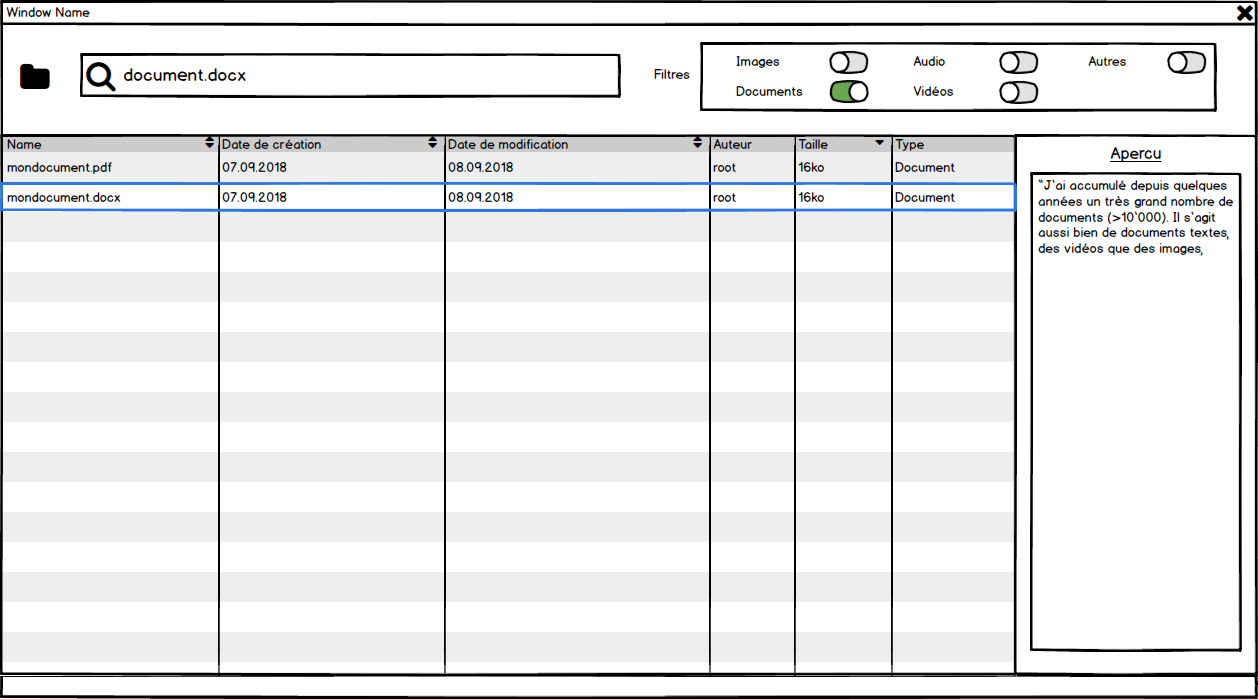 Window Name
document.docx
Filtres
Images Audio Autres
Documents Vidéos
Name Date de création Date de modification Auteur Taille Type
mondocument.pdf 07.09.2018 08.09.2018 root 16ko Document
mondocument.docx 07.09.2018 08.09.2018 root 16ko Document
Apercu
"J'ai accumulé depuis quelques
années un très grand nombre de
documents (>10'000). Il s'agit
aussi bien de documents textes,
des vidéos que des images,